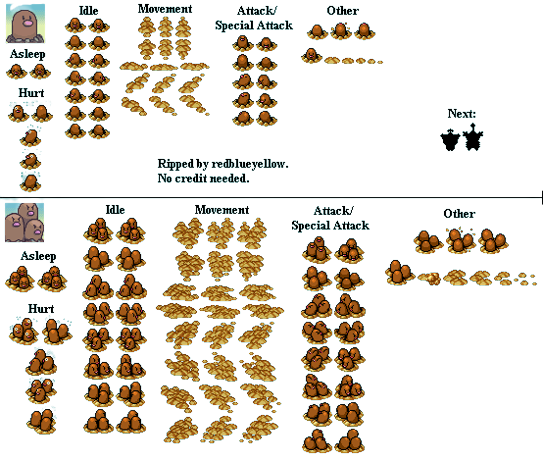 Idle
Movement
Attack/
Special Attack
Other
Asleep
Hurt
Next:
Ripped by redblueyellow.
No credit needed.
Idle
Movement
Attack/
Special Attack
Other
Asleep
Hurt